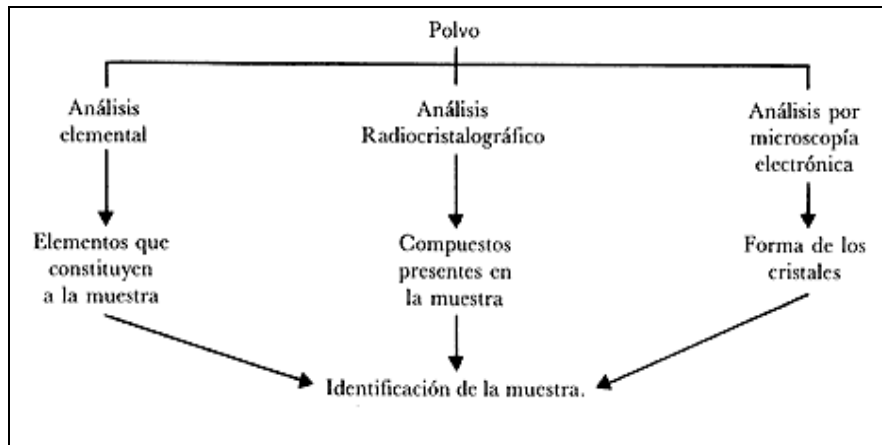 Polvo
Análisis
elemental
Análisis
Radiocristalográfico
Análisis por
microscopía
electrónica
Elementos que
constituyen
a la muestra
Compuestos
presentes en
la muestra
Forma de los
cristales
Identificación de la muestra.